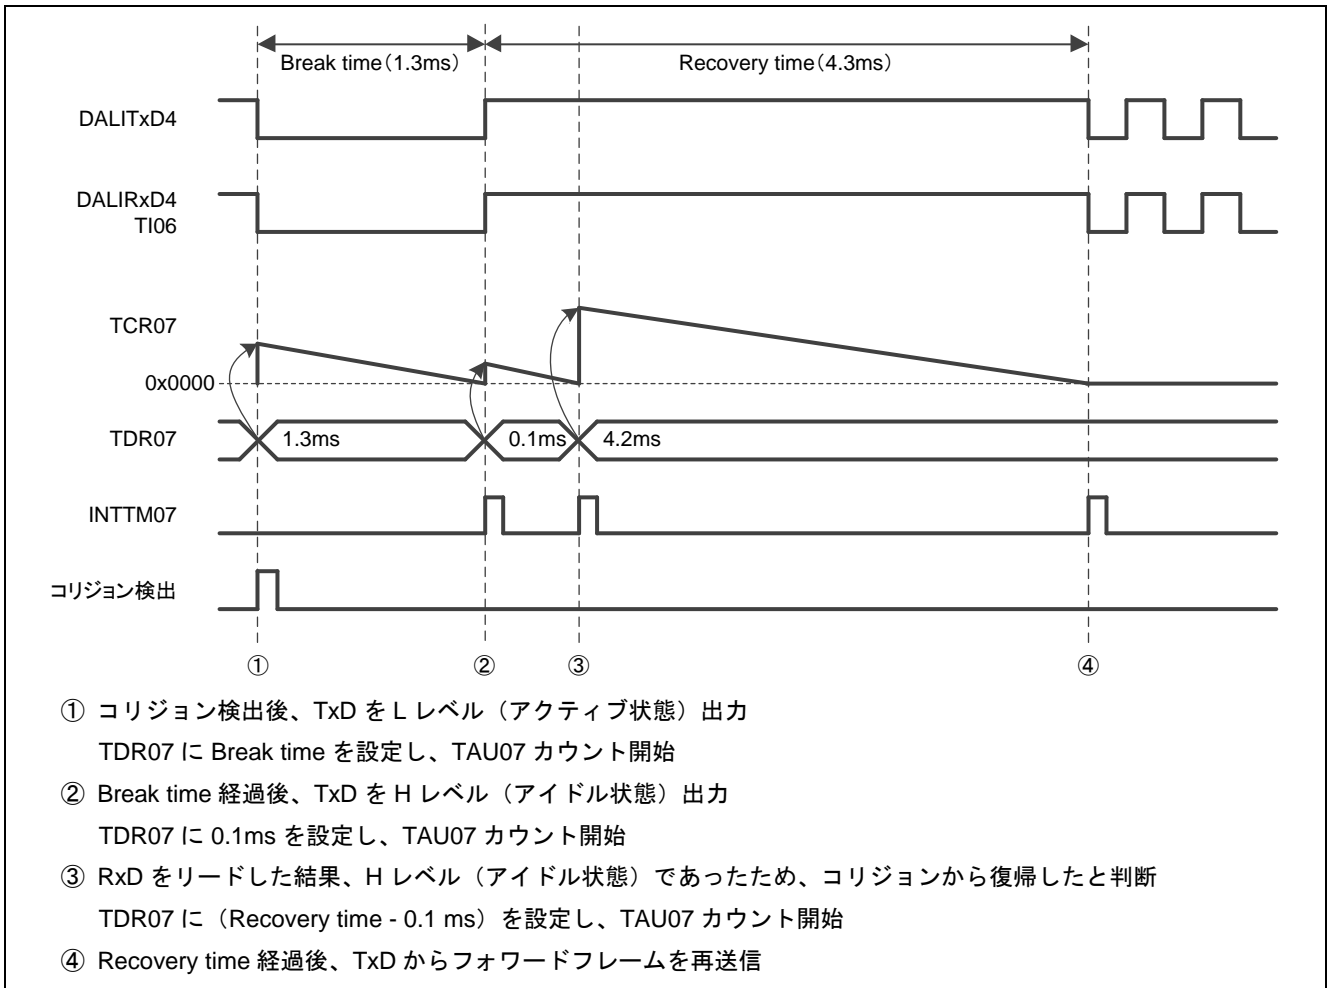 Break time（1.3ms）
Recovery time（4.3ms）
DALITxD4
DALIRxD4
TI06
TCR07
0x0000
TDR07
1.3ms
0.1ms
4.2ms
INTTM07
コリジョン検出
① ② ③ ④
① コリジョン検出後、TxD を L レベル（アクティブ状態）出力
TDR07 に Break time を設定し、TAU07 カウント開始
② Break time 経過後、TxD を H レベル（アイドル状態）出力
TDR07 に 0.1ms を設定し、TAU07 カウント開始
③ RxD をリードした結果、H レベル（アイドル状態）であったため、コリジョンから復帰したと判断
TDR07 に（Recovery time - 0.1 ms）を設定し、TAU07 カウント開始
④ Recovery time 経過後、TxD からフォワードフレームを再送信